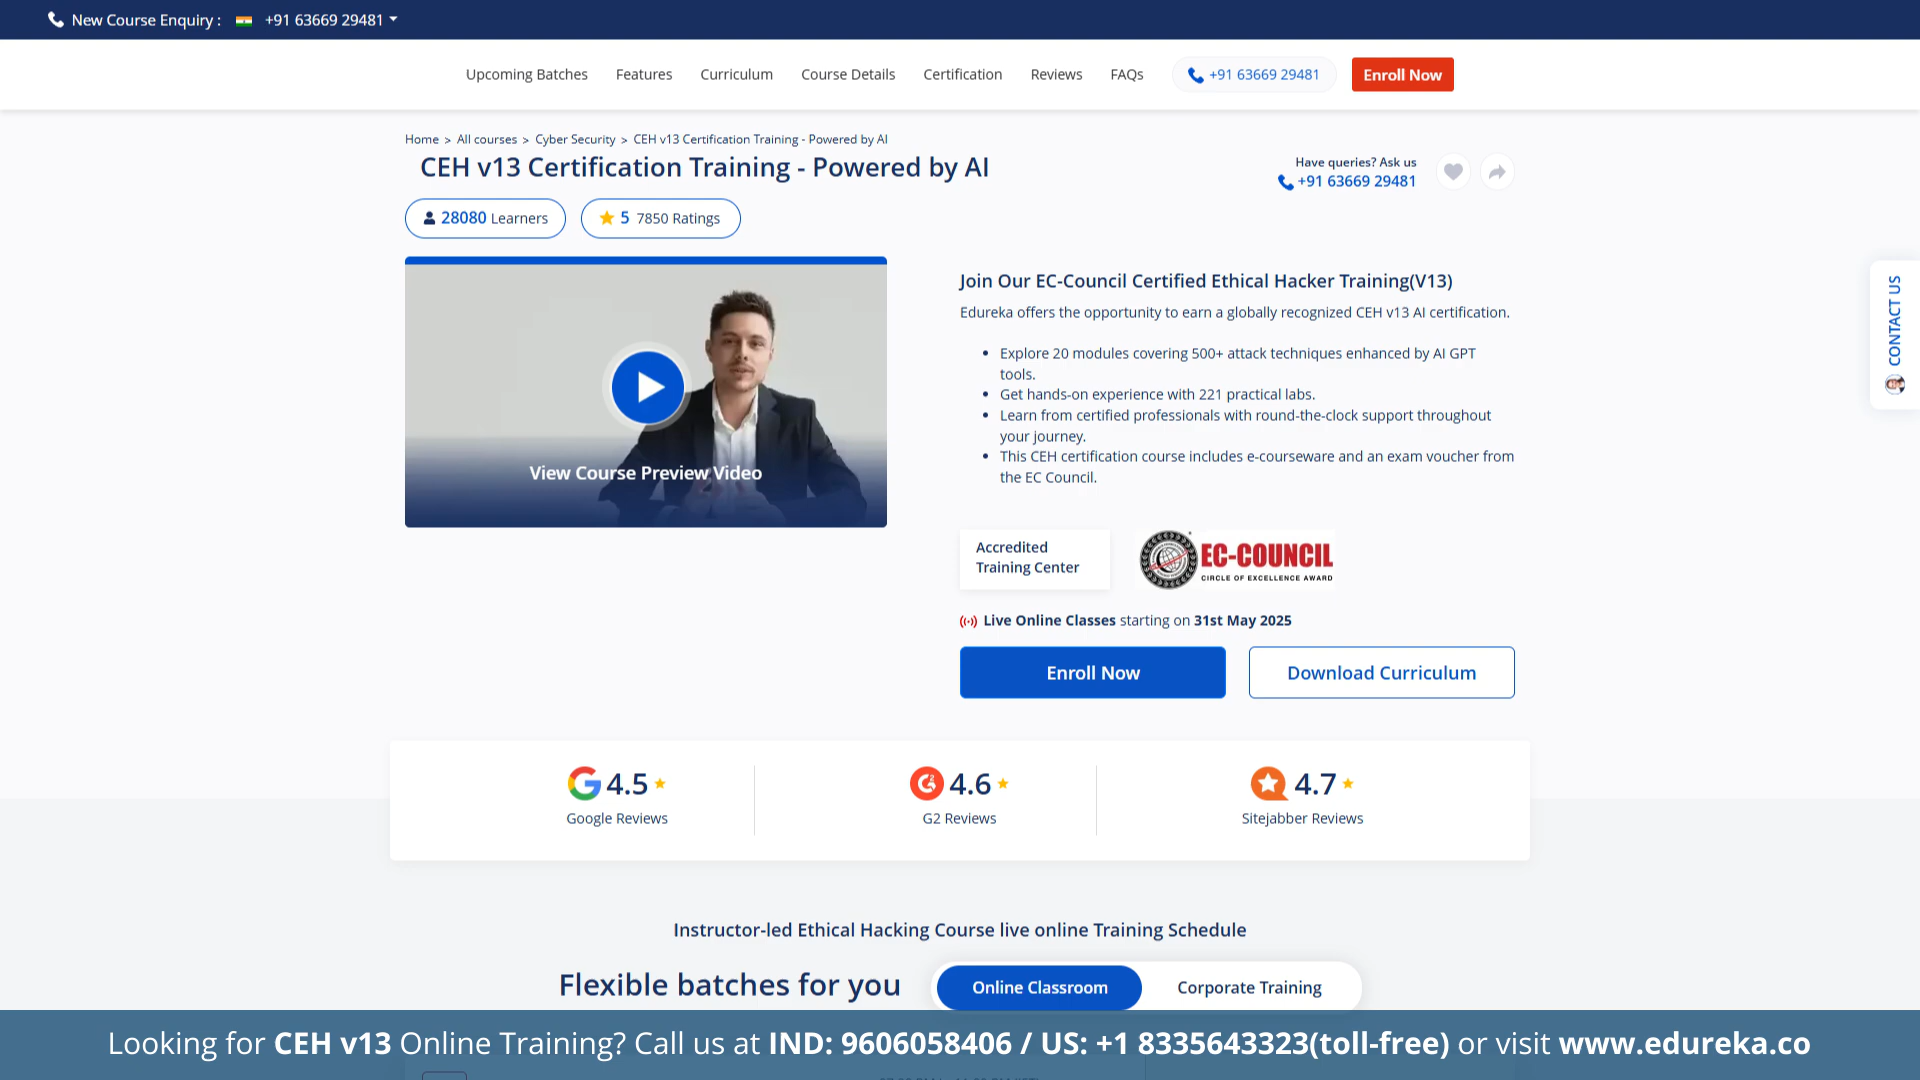 New Course Enquiry : +91 63669 29481
Upcoming Batches Features Curriculum Course Details Certification Reviews FAQs +91 63669 29481 Enroll Now
Home > All courses > Cyber Security > CEH v13 Certification Training - Powered by AI
CEH v13 Certification Training - Powered by AI
Have queries? Ask us
+91 63669 29481
28080 Learners
5 7850 Ratings
View Course Preview Video
Join Our EC-Council Certified Ethical Hacker Training(V13)
Edureka offers the opportunity to earn a globally recognized CEH v13 AI certification.
Explore 20 modules covering 500+ attack techniques enhanced by AI GPT
tools.
Get hands-on experience with 221 practical labs.
Learn from certified professionals with round-the-clock support throughout
your journey.
This CEH certification course includes e-courseware and an exam voucher from
the EC Council.
CONTACT US
Accredited
Training Center
EC-COUNCIL
CIRCLE OF EXCELLENCE AWARD
Live Online Classes starting on 31st May 2025
Enroll Now
Download Curriculum
4.5
Google Reviews
4.6
G2 Reviews
4.7
Sitejabber Reviews
Instructor-led Ethical Hacking Course live online Training Schedule
Flexible batches for you
Online Classroom
Corporate Training
Looking for CEH v13 Online Training? Call us at IND: 9606058406 / US: +1 8335643323(toll-free) or visit www.edureka.co